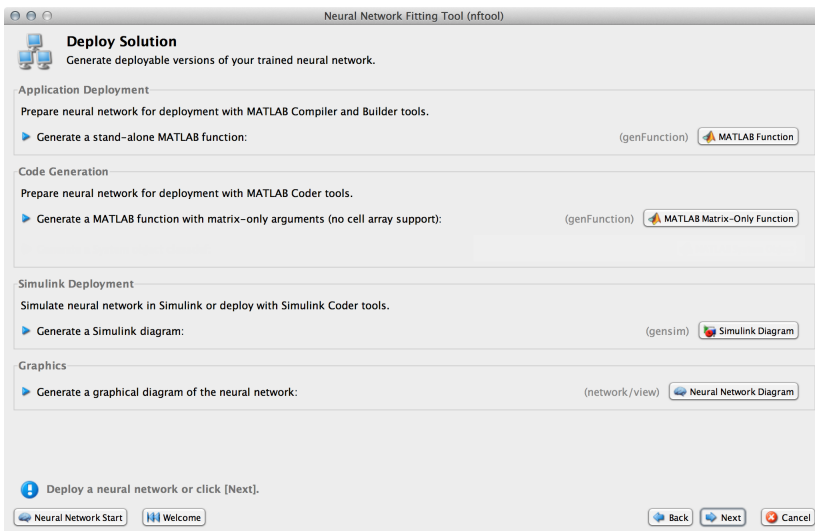 Neural Network Fitting Tool (nftool)
Deploy Solution
Generate deployable versions of your trained neural network.
Application Deployment
Prepare neural network for deployment with MATLAB Compiler and Builder tools.
Generate a stand-alone MATLAB function: (genFunction) MATLAB Function
Code Generation
Prepare neural network for deployment with MATLAB Coder tools.
Generate a MATLAB function with matrix-only arguments (no cell array support): (genFunction) MATLAB Matrix-Only Function
Simulink Deployment
Simulate neural network in Simulink or deploy with Simulink Coder tools.
Generate a Simulink diagram: (gensim) Simulink Diagram
Graphics
Generate a graphical diagram of the neural network: (network/view) Neural Network Diagram
Deploy a neural network or click [Next].
Neural Network Start Welcome Back Next Cancel